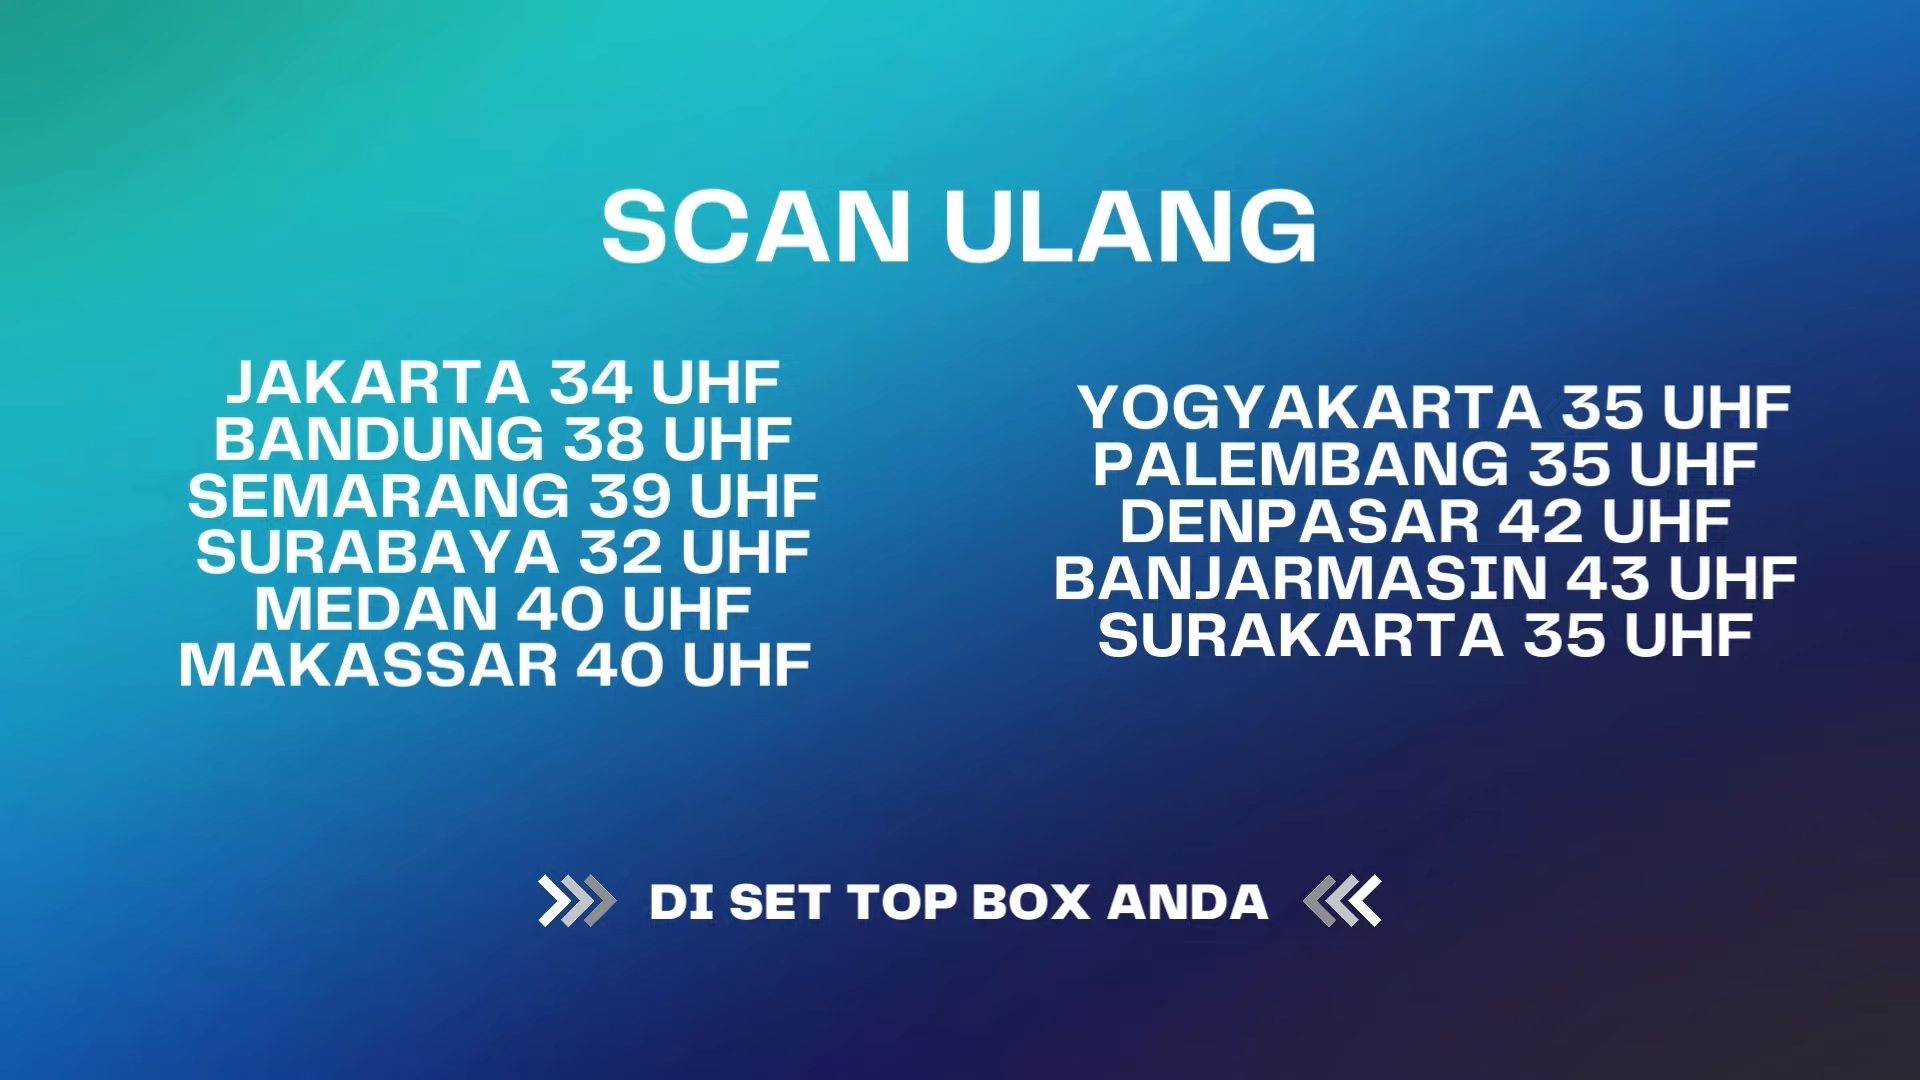 SCAN ULANG
JAKARTA 34 UHF
BANDUNG 38 UHF
SEMARANG 39 UHF
SURABAYA 32 UHF
MEDAN 40 UHF
MAKASSAR 40 UHF
YOGYAKARTA 35 UHF
PALEMBANG 35 UHF
DENPASAR 42 UHF
BANJARMASIN 43 UHF
SURAKARTA 35 UHF
DI SET TOP BOX ANDA